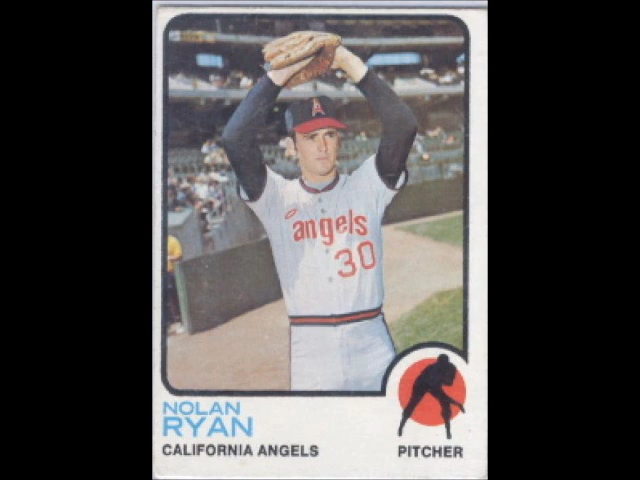 A
angels
30
NOLAN
RYAN
CALIFORNIA ANGELS
PITCHER